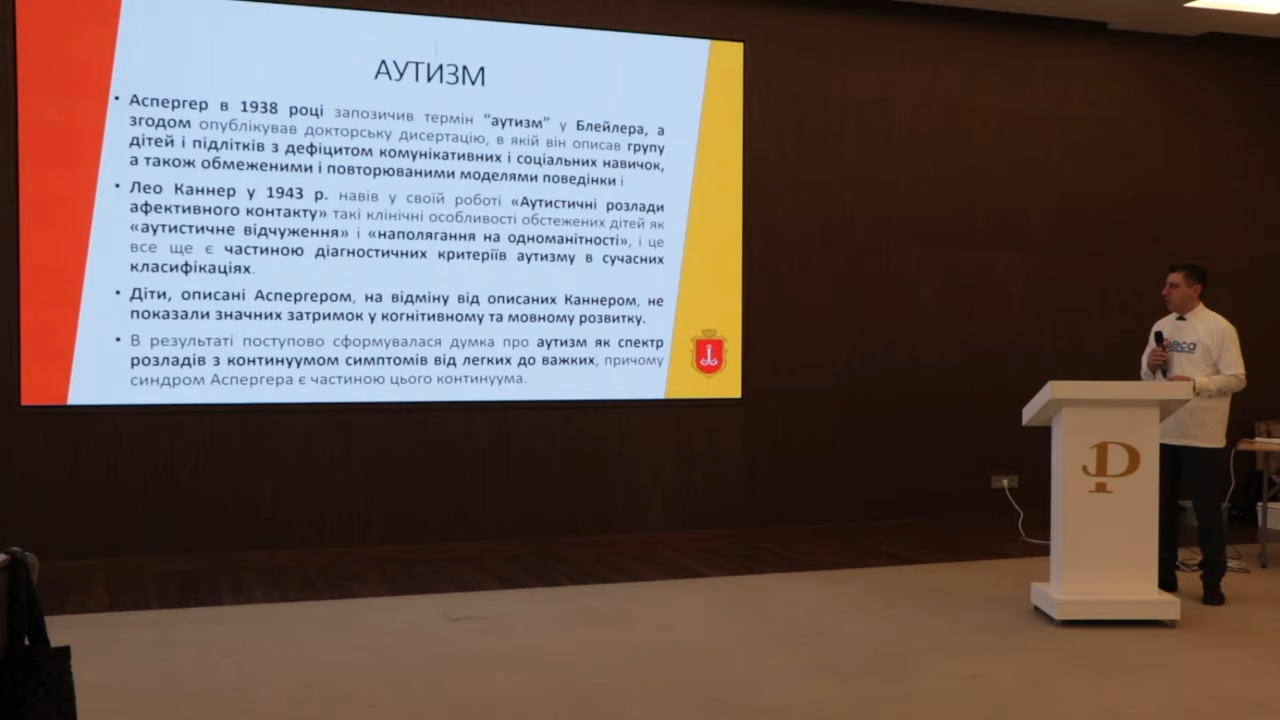 АУТИЗМ
• Аспергер в 1938 році запозичив термін “аутизм” у Блейлера, а
згодом опублікував докторську дисертацію, в якій він описав групу
дітей і підлітків з дефіцитом комунікативних і соціальних навичок,
а також обмеженими і повторюваними моделями поведінки і
• Лео Каннер у 1943 р. навів у своїй роботі «Аутистичні розлади
афективного контакту» такі клінічні особливості обстежених дітей як
«аутистичне відчуження» і «наполягання на одноманітності», і це
все ще є частиною діагностичних критеріїв аутизму в сучасних
класифікаціях.
• Діти, описані Аспергером, на відміну від описаних Каннером, не
показали значних затримок у когнітивному та мовному розвитку.
• В результаті поступово сформувалася думка про аутизм як спектр
розладів з континуумом симптомів від легких до важких, причому
синдром Аспергера є частиною цього континуума.